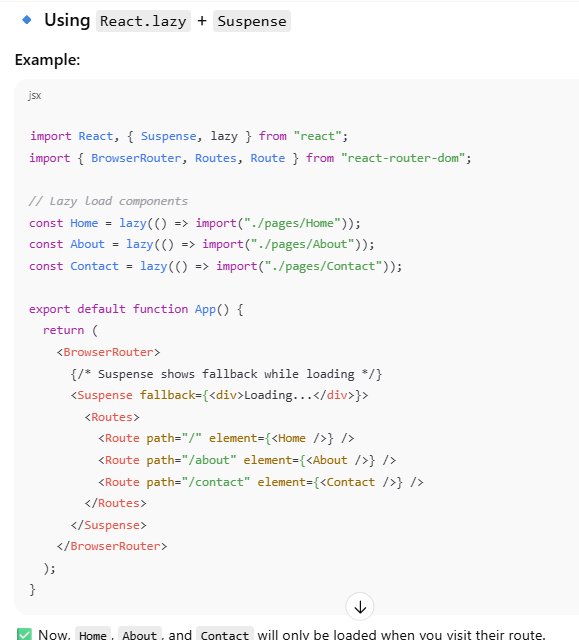 Using React.lazy + Suspense
Example:
jsx
import React, { Suspense, lazy } from "react";
import { BrowserRouter, Routes, Route } from "react-router-dom";
// Lazy load components
const Home = lazy(() => import("./pages/Home"));
const About = lazy(() => import("./pages/About"));
const Contact = lazy(() => import("./pages/Contact"));
export default function App() {
  return (
    <BrowserRouter>
      {/* Suspense shows fallback while loading */}
      <Suspense fallback={<div>Loading...</div>}>
        <Routes>
          <Route path="/" element={<Home />} />
          <Route path="/about" element={<About />} />
          <Route path="/contact" element={<Contact />} />
        </Routes>
      </Suspense>
    </BrowserRouter>
  );
}
✅ Now, Home, About, and Contact will only be loaded when you visit their route.